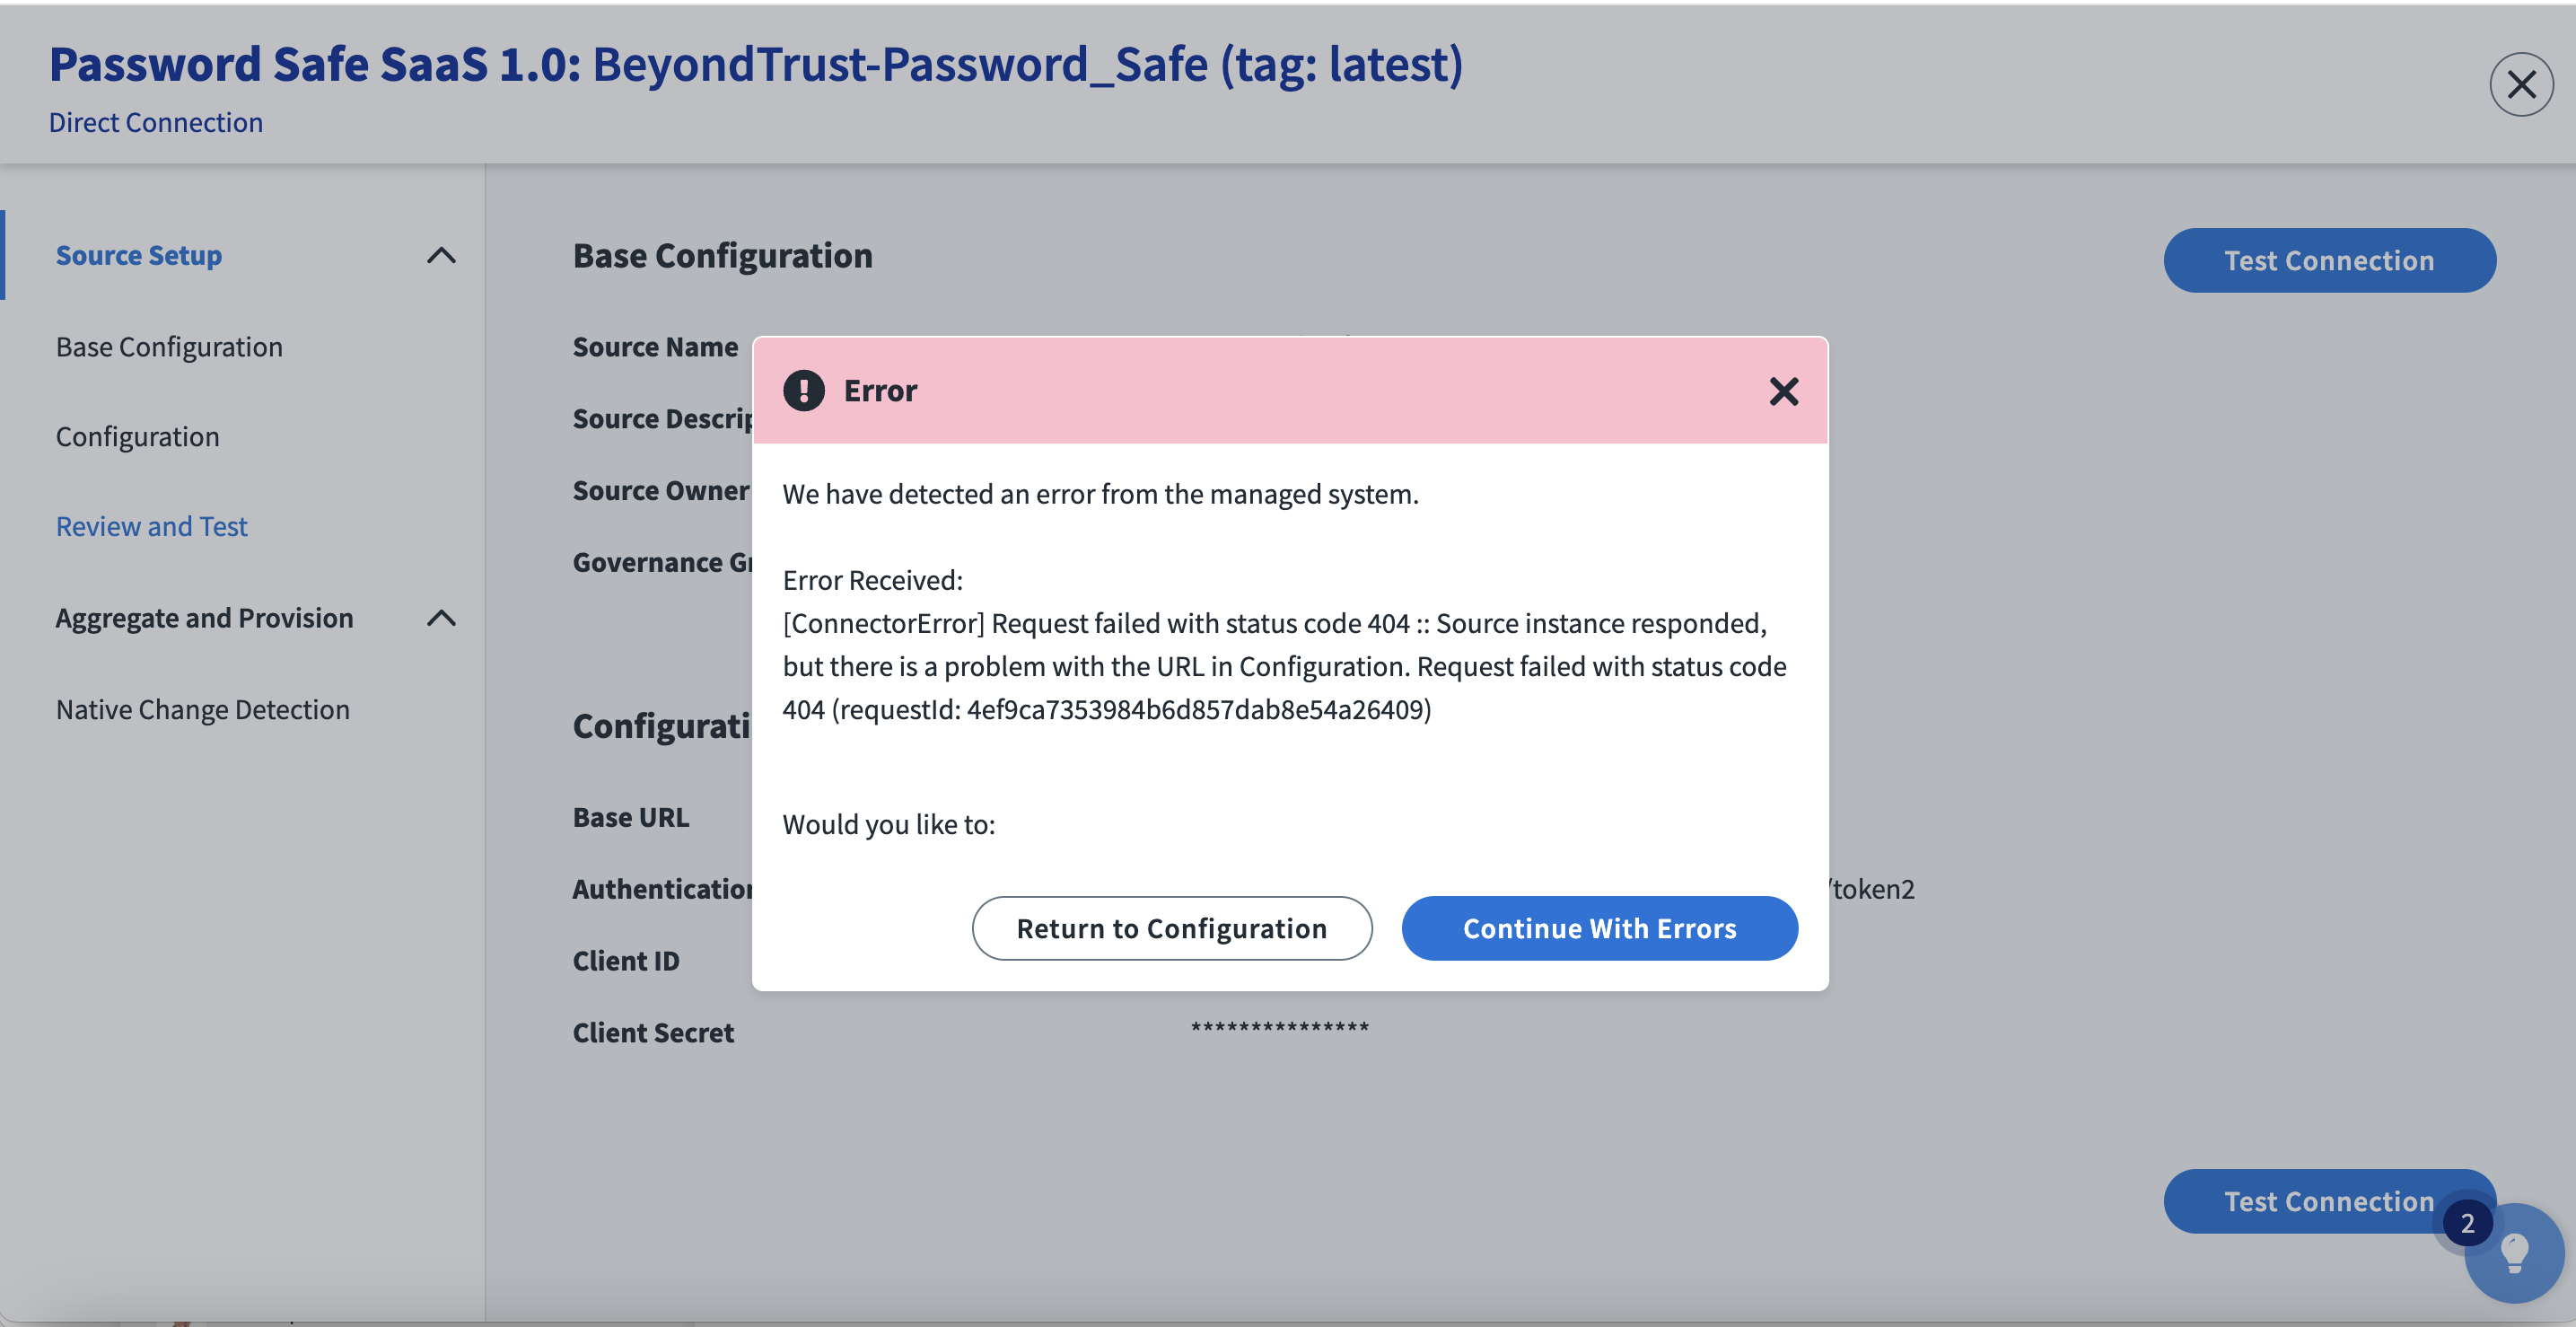 Password Safe SaaS 1.0: BeyondTrust-Password_Safe (tag: latest)
Direct Connection
Source Setup
Base Configuration
Configuration
Review and Test
Aggregate and Provision
Native Change Detection
Base Configuration
Test Connection
Source Name
Source Descrip
Source Owner
Governance Gr
Configurati
Base URL
Authentication
/token2
Client ID
Client Secret
***************
Error
We have detected an error from the managed system.
Error Received:
[ConnectorError] Request failed with status code 404 :: Source instance responded,
but there is a problem with the URL in Configuration. Request failed with status code
404 (requestId: 4ef9ca7353984b6d857dab8e54a26409)
Would you like to:
Return to Configuration
Continue With Errors
Test Connection
2